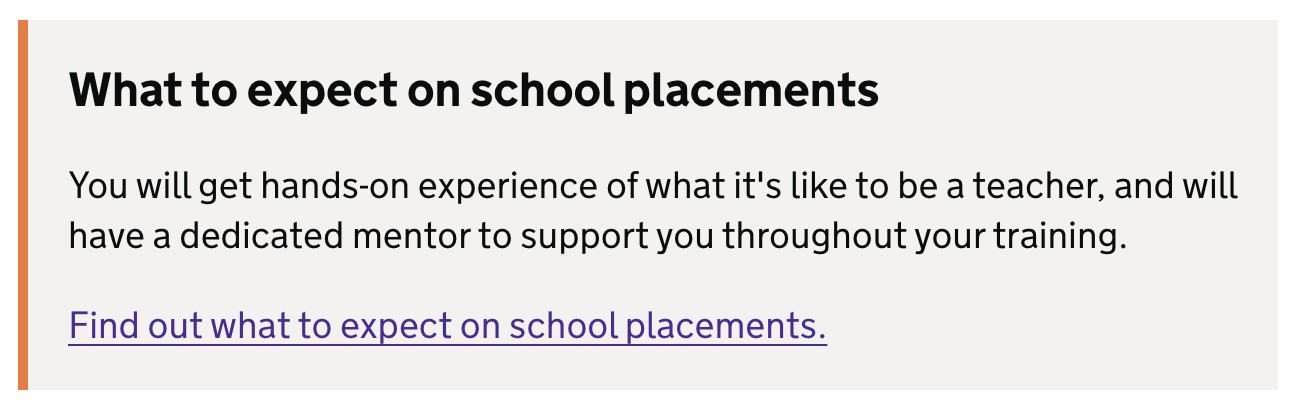 What to expect on school placements
You will get hands-on experience of what it's like to be a teacher, and will
have a dedicated mentor to support you throughout your training.
Find out what to expect on school placements.